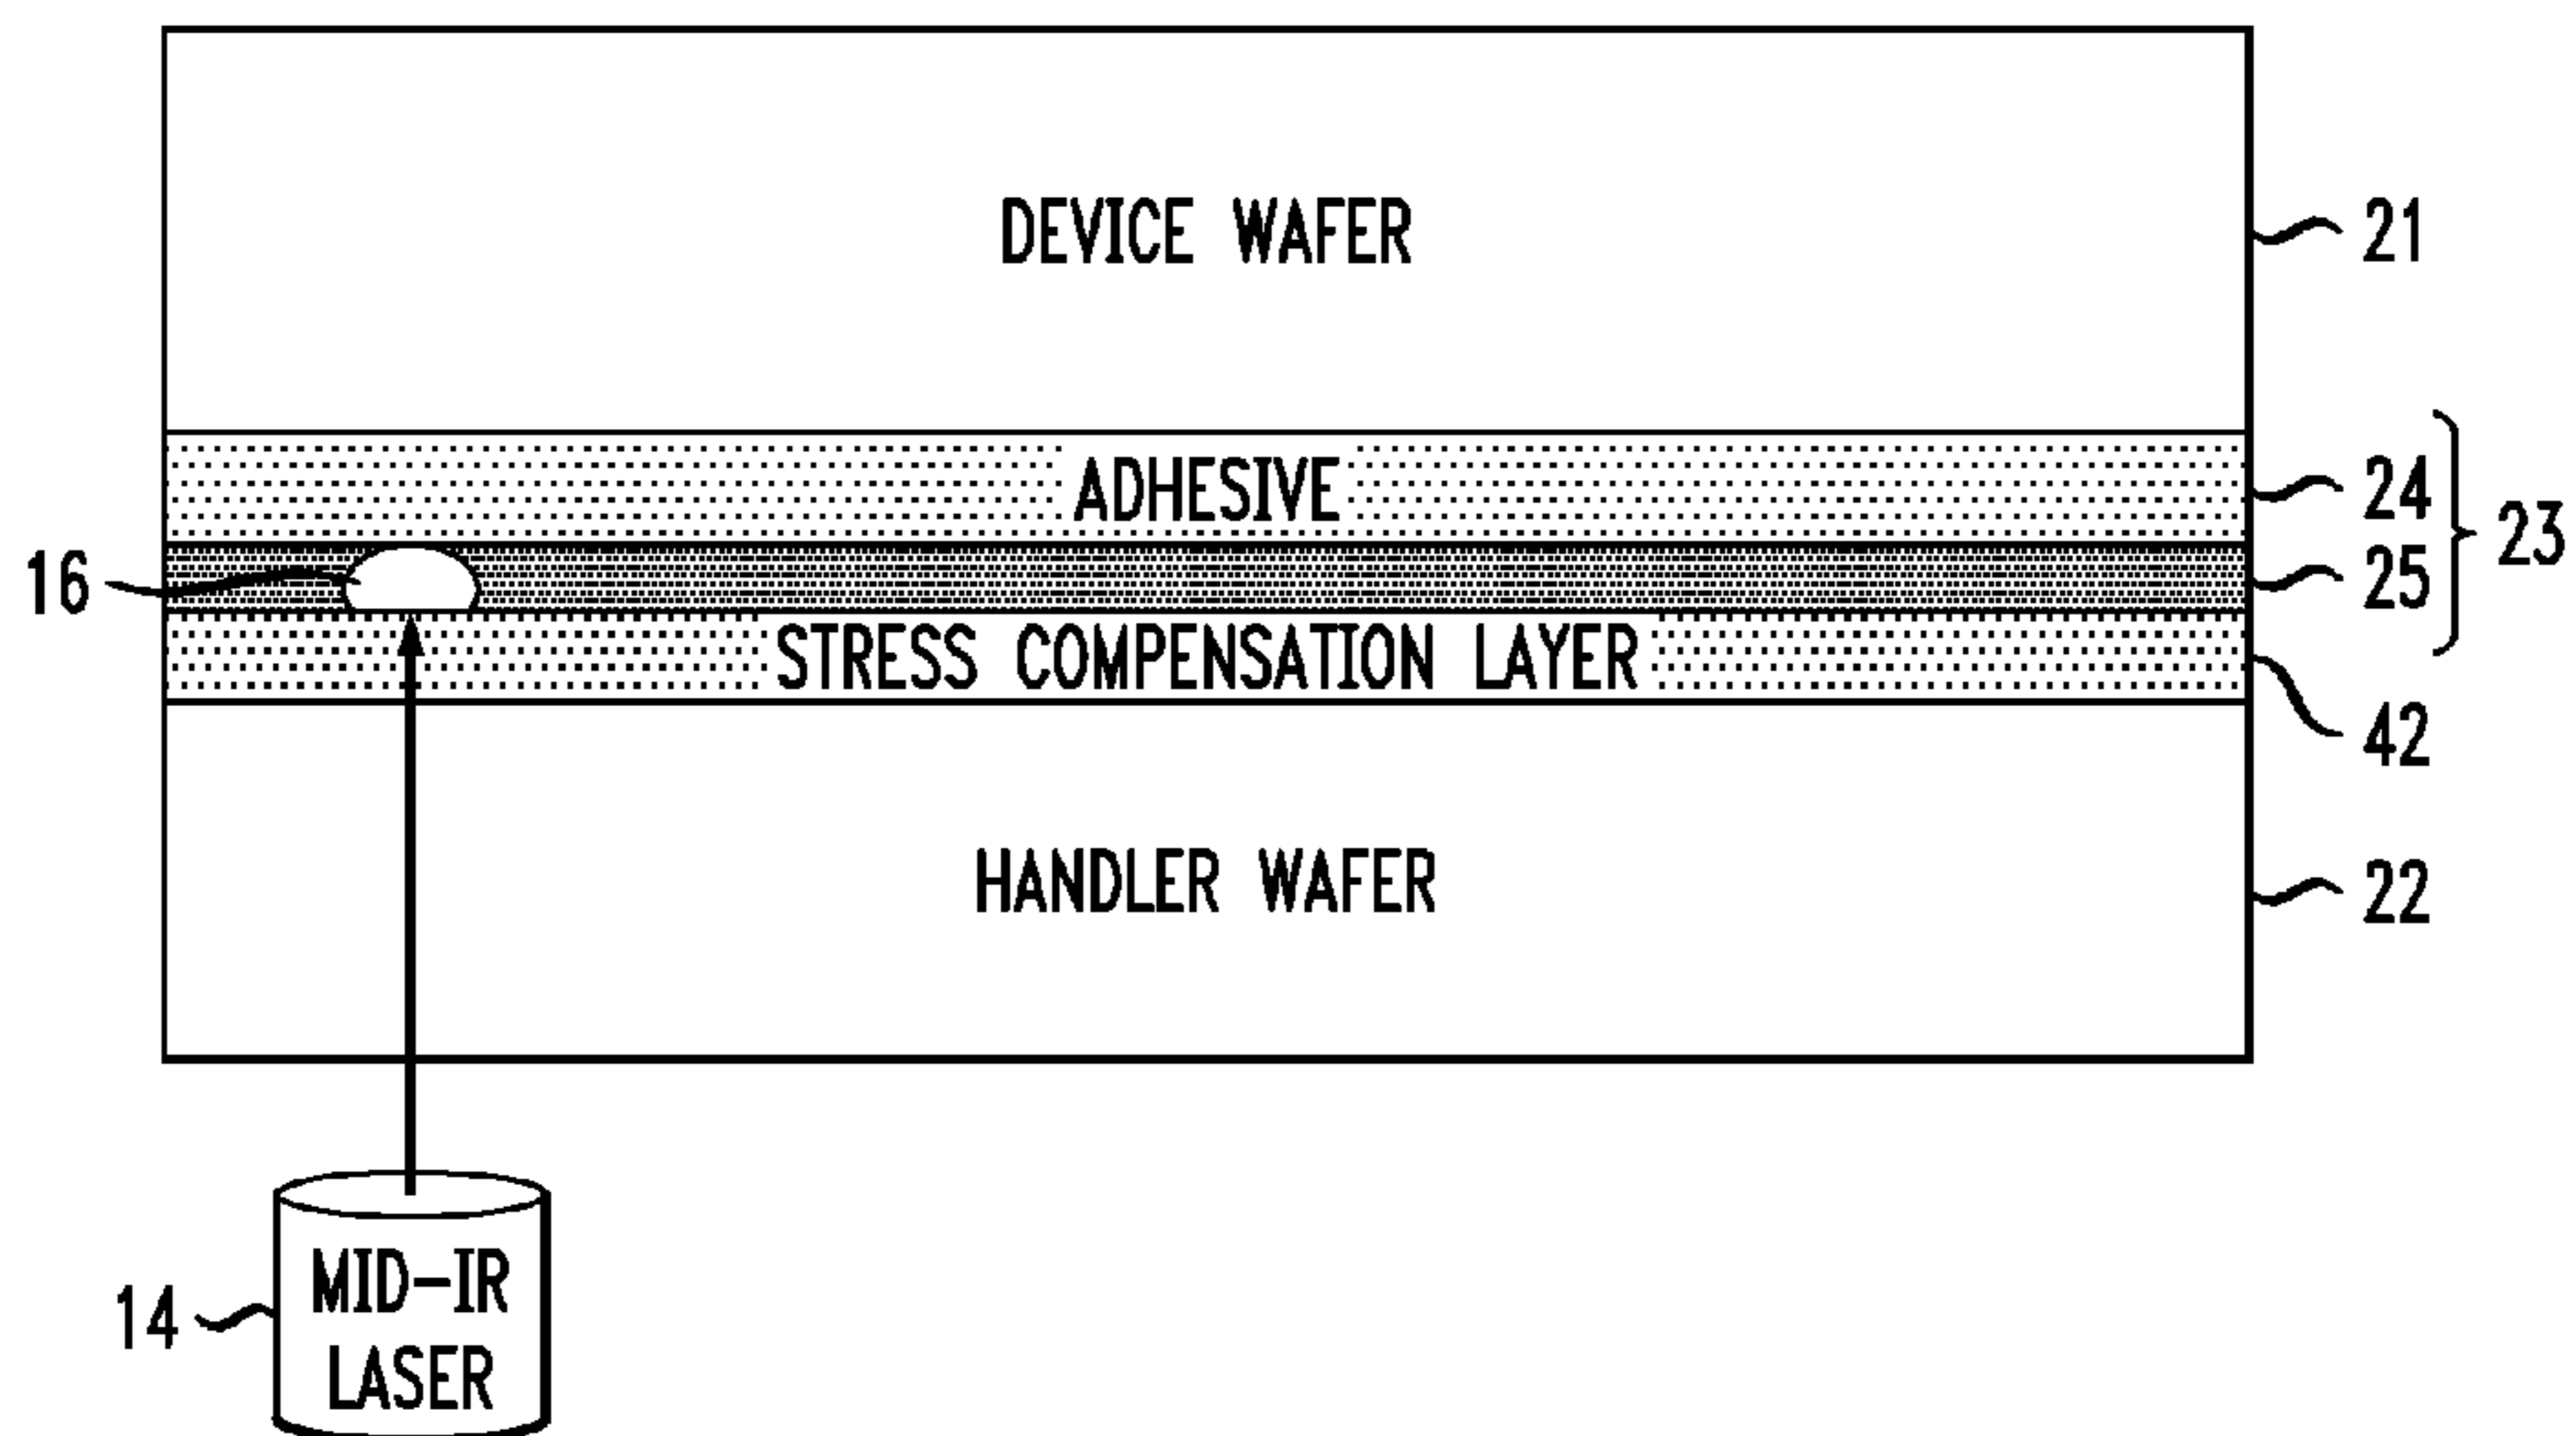 DEVICE WAFER
21
ADHESIVE
24
23
16
25
STRESS COMPENSATION LAYER
42
HANDLER WAFER
22
14
MID-IR
LASER